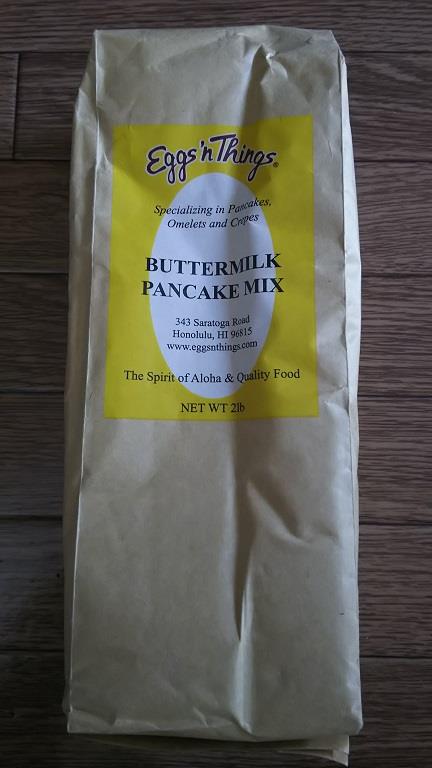 Eggs 'n Things®
Specializing in Pancakes,
Omelets and Crepes
BUTTERMILK
PANCAKE MIX
343 Saratoga Road
Honolulu, HI 96815
www.eggsnthings.com
The Spirit of Aloha & Quality Food
NET WT 2lb